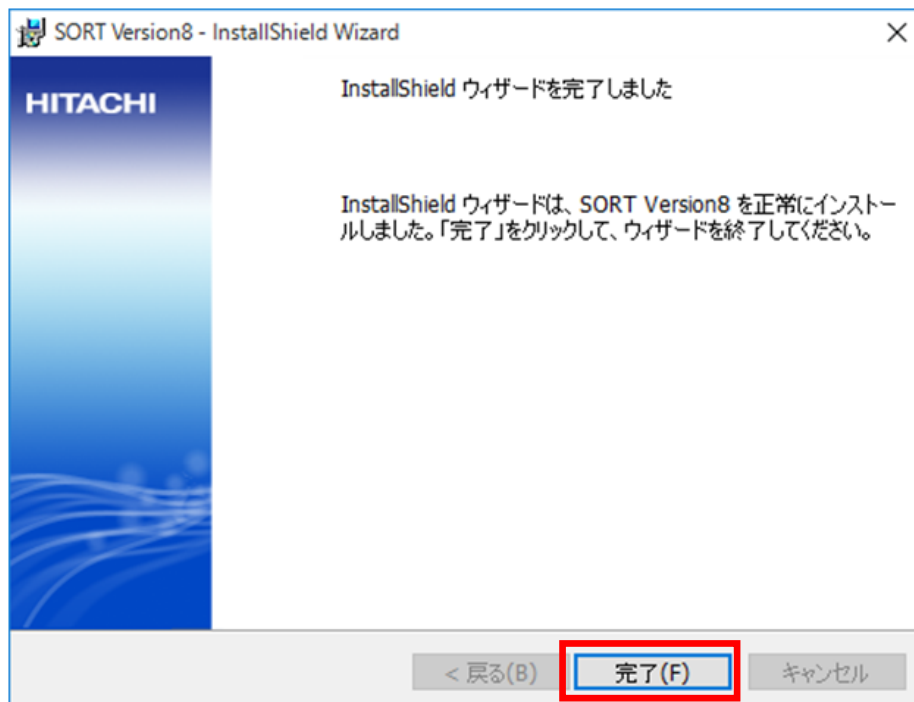 SORT Version8 - InstallShield Wizard
HITACHI
InstallShield ウィザードを完了しました
InstallShield ウィザードは、SORT Version8 を正常にインストー
ルしました。「完了」をクリックして、ウィザードを終了してください。
< 戻る(B)
完了(F)
キャンセル